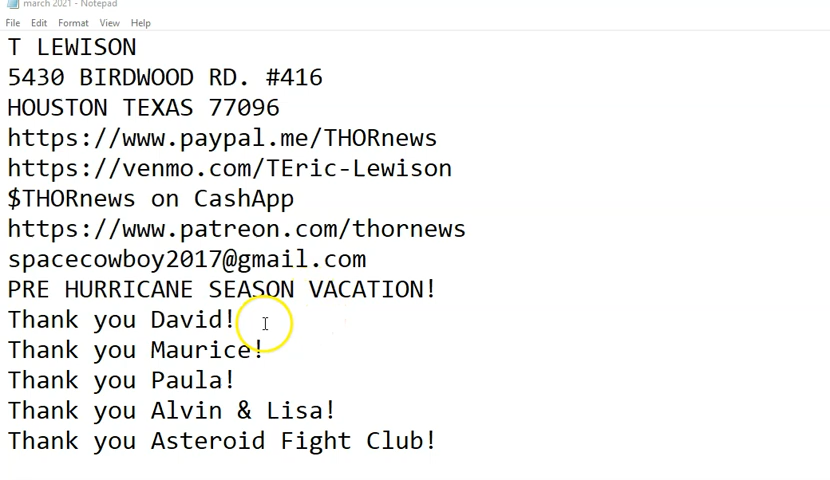 march 2021 - Notepad
File Edit Format View Help
T LEWISON
5430 BIRDWOOD RD. #416
HOUSTON TEXAS 77096
https://www.paypal.me/THORnews
https://venmo.com/TEric-Lewison
$THORnews on CashApp
https://www.patreon.com/thornews
spacecowboy2017@gmail.com
PRE HURRICANE SEASON VACATION!
Thank you David!
Thank you Maurice!
Thank you Paula!
Thank you Alvin & Lisa!
Thank you Asteroid Fight Club!